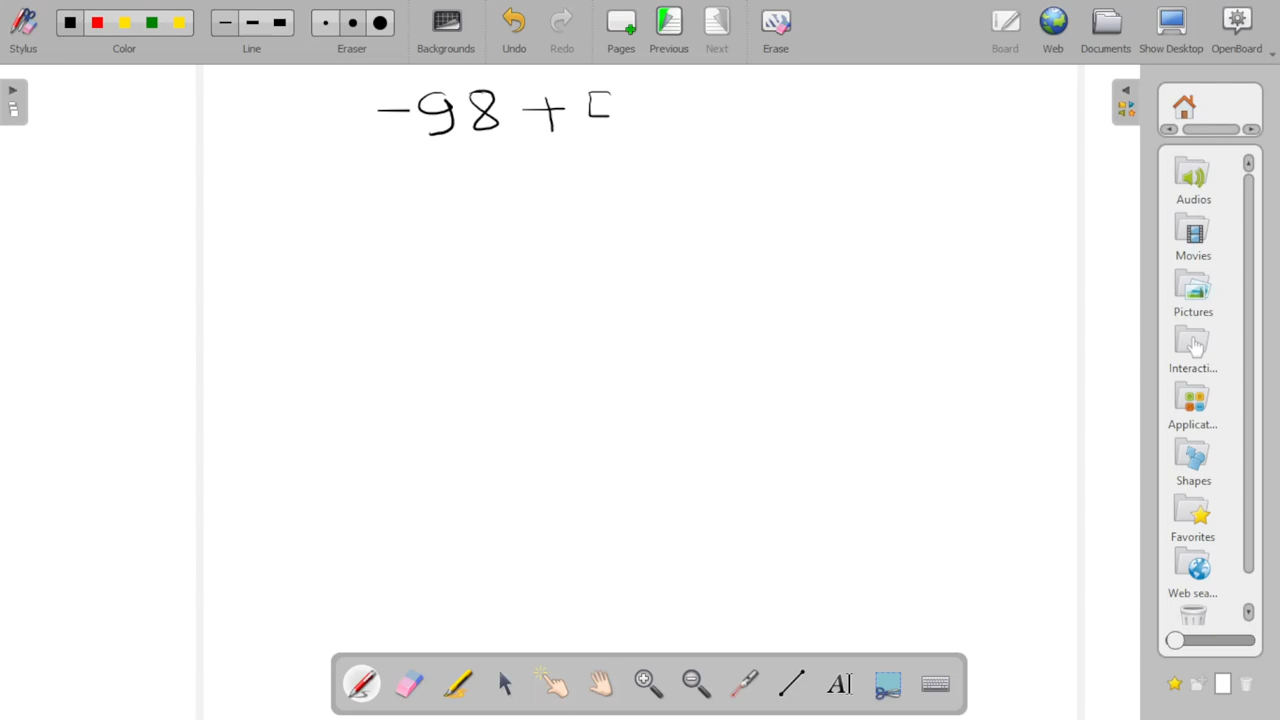 Stylus Color Line Eraser Backgrounds Undo Redo Pages Previous Next Erase Board Web Documents Show Desktop OpenBoard
-98 +
Audios
Movies
Pictures
Interacti...
Applicat...
Shapes
Favorites
Web sea...